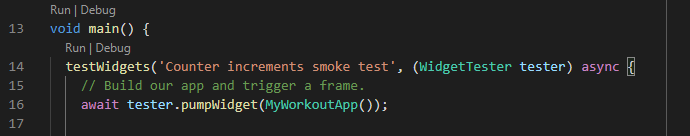 Run | Debug
13 void main() {
Run | Debug
14 testWidgets('Counter increments smoke test', (WidgetTester tester) async {
15 // Build our app and trigger a frame.
16 await tester.pumpWidget(MyWorkoutApp());
17